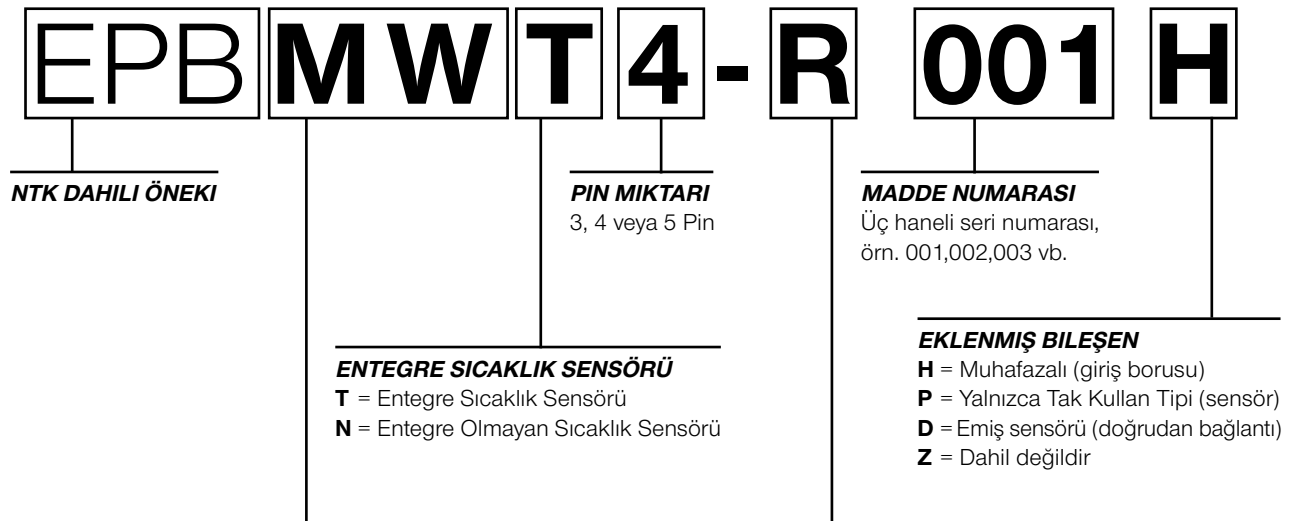 EPB MW T 4 - R 001 H
NTK DAHILI ÖNEKI
PIN MIKTARI
3, 4 veya 5 Pin
MADDE NUMARASI
Üç haneli seri numarası,
örn. 001,002,003 vb.
ENTEGRE SICAKLIK SENSÖRÜ
T = Entegre Sıcaklık Sensörü
N = Entegre Olmayan Sıcaklık Sensörü
EKLENMIŞ BILEŞEN
H = Muhafazalı (giriş borusu)
P = Yalnızca Tak Kullan Tipi (sensör)
D = Emiş sensörü (doğrudan bağlantı)
Z = Dahil değildir